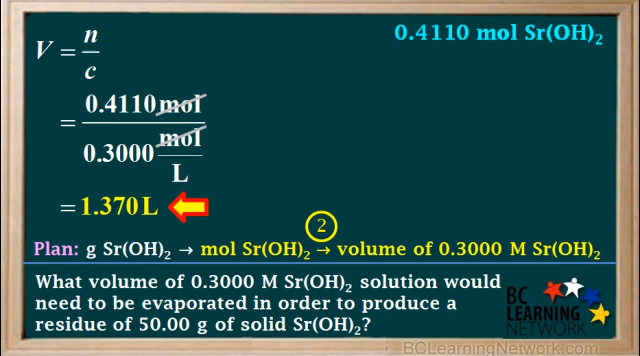 0.4110 mol Sr(OH)₂
V = n/c
= 0.4110 mol / 0.3000 mol/L
= 1.370 L
2
Plan: g Sr(OH)₂ → mol Sr(OH)₂ → volume of 0.3000 M Sr(OH)₂
What volume of 0.3000 M Sr(OH)₂ solution would
need to be evaporated in order to produce a
residue of 50.00 g of solid Sr(OH)₂?
BC
LEARNING
NETWORK
BCLearningNetwork.com